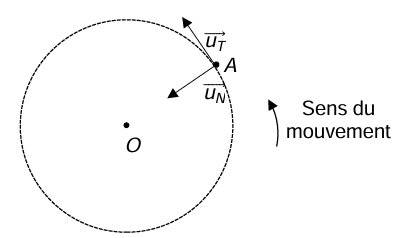 u_T
A
u_N
O
Sens du
mouvement